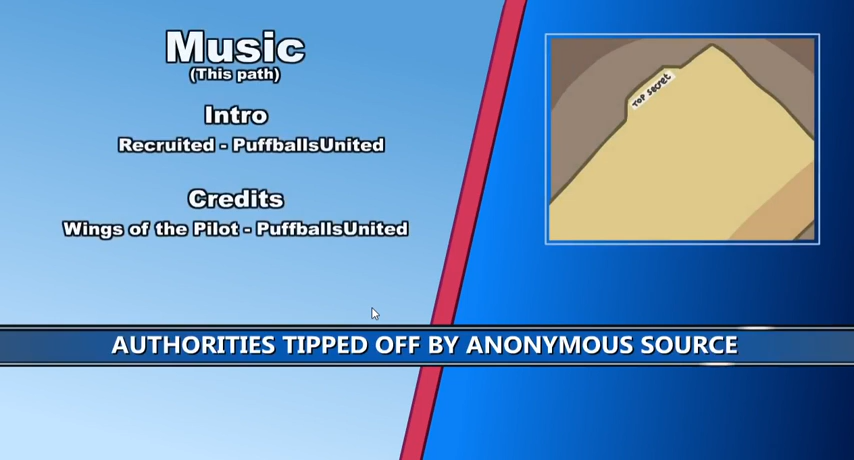 Music
(This path)
Intro
Recruited - PuffballsUnited
Credits
Wings of the Pilot - PuffballsUnited
TOP SECRET
AUTHORITIES TIPPED OFF BY ANONYMOUS SOURCE